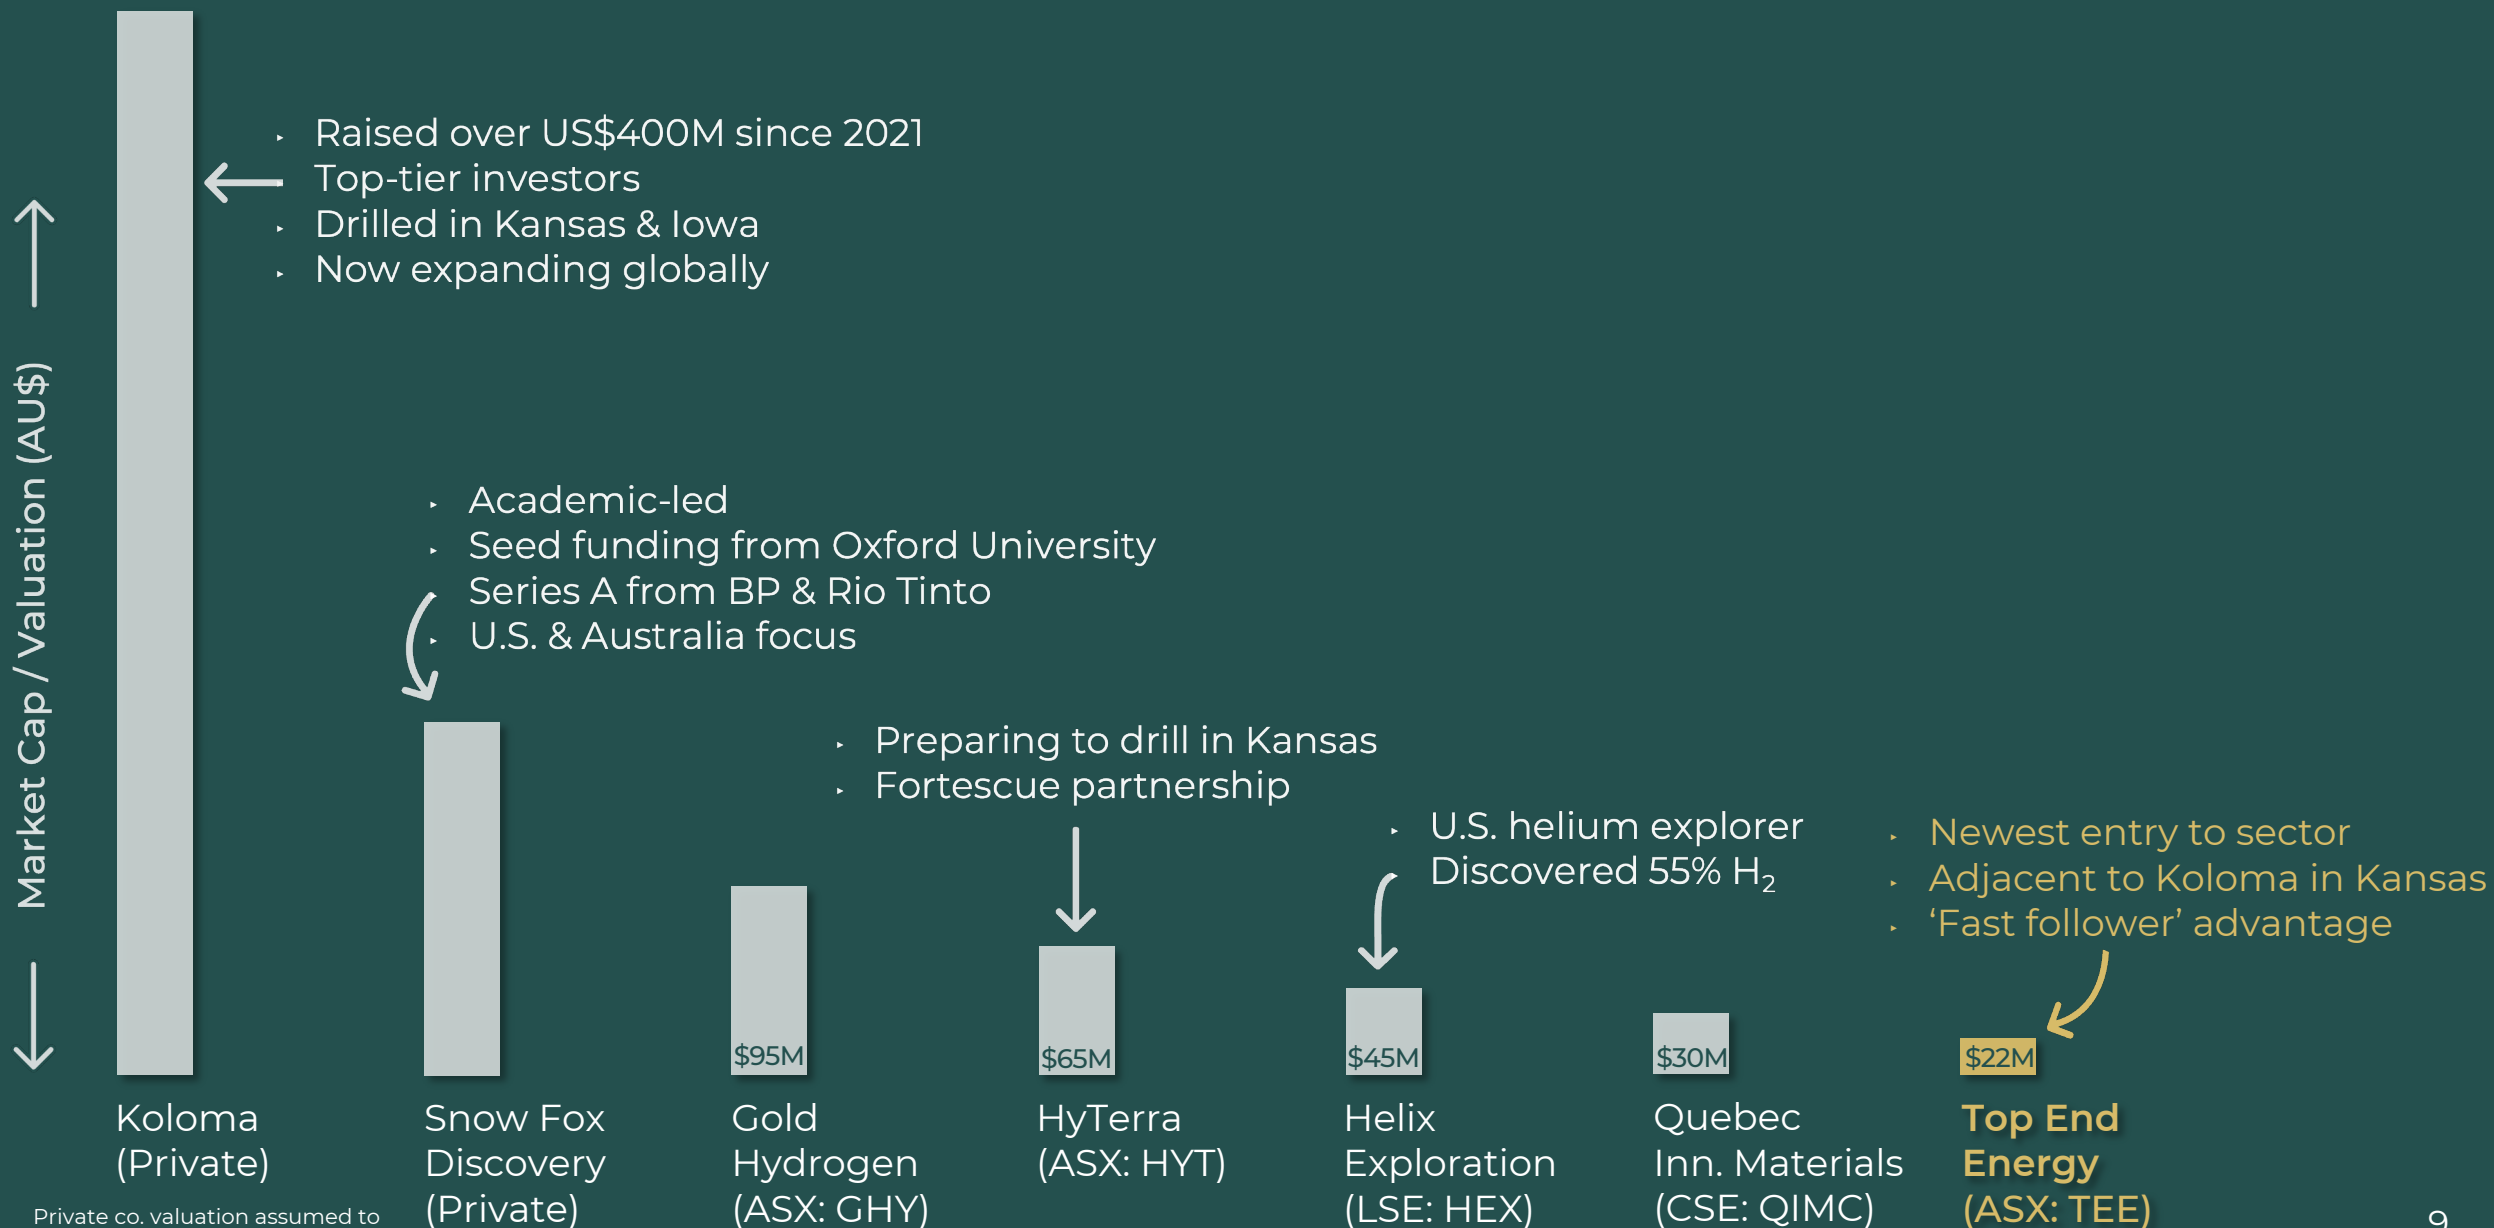 Market Cap / Valuation (AU$)
Raised over US$400M since 2021
Top-tier investors
Drilled in Kansas & Iowa
Now expanding globally
Academic-led
Seed funding from Oxford University
Series A from BP & Rio Tinto
U.S. & Australia focus
Preparing to drill in Kansas
Fortescue partnership
U.S. helium explorer
Discovered 55% H₂
Newest entry to sector
Adjacent to Koloma in Kansas
‘Fast follower’ advantage
$95M
$65M
$45M
$30M
$22M
Koloma
(Private)
Snow Fox
Discovery
(Private)
Gold
Hydrogen
(ASX: GHY)
HyTerra
(ASX: HYT)
Helix
Exploration
(LSE: HEX)
Quebec
Inn. Materials
(CSE: QIMC)
Top End
Energy
(ASX: TEE)
Private co. valuation assumed to
9